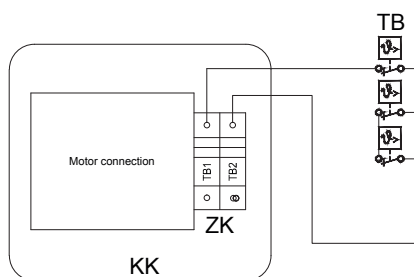 TB
ϑ>
ϑ>
ϑ>
Motor connection
TB1
TB2
ZK
KK